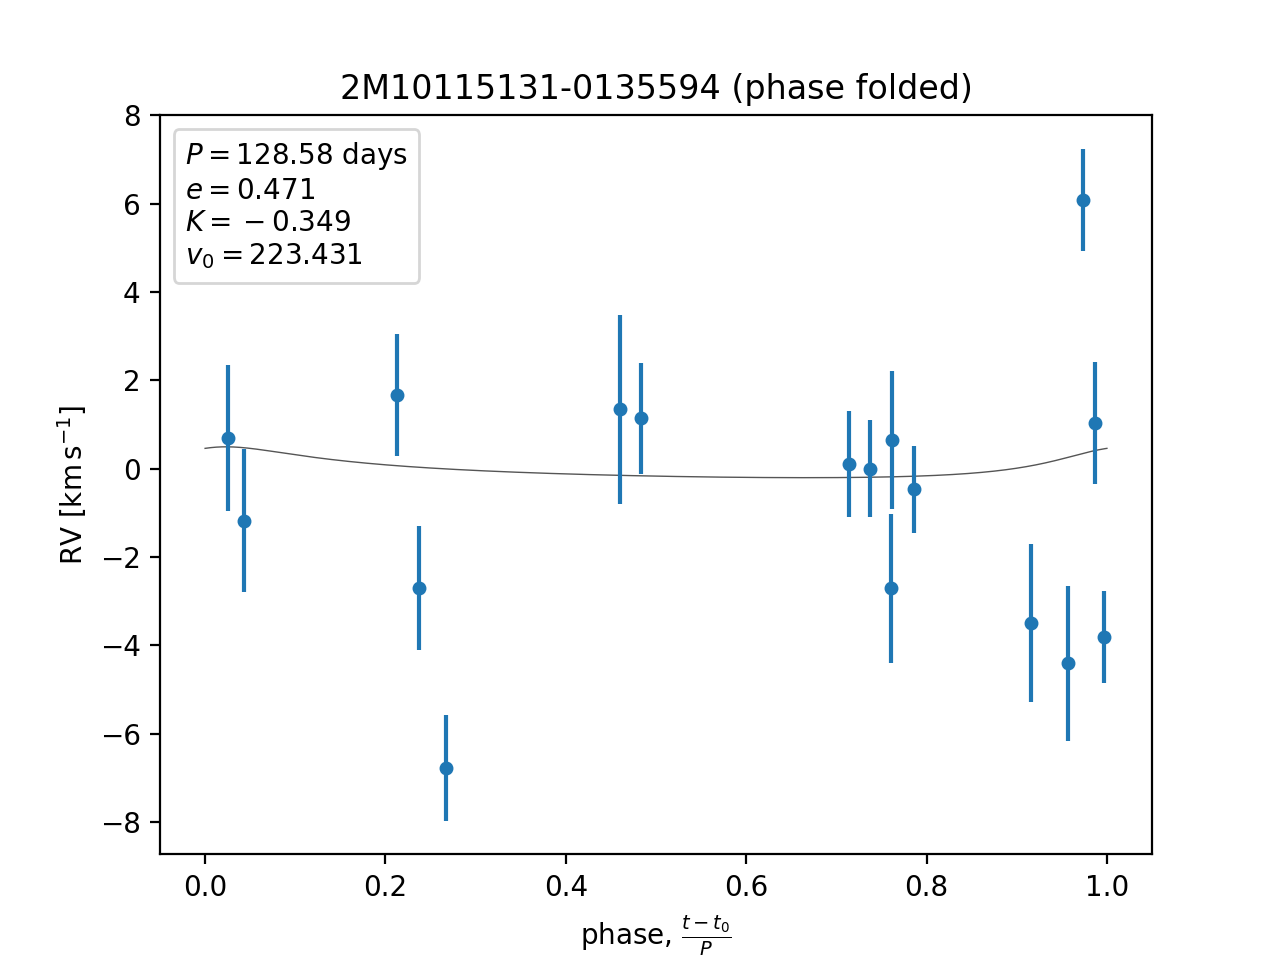 2M10115131-0135594 (phase folded)
P = 128.58 days
e = 0.471
K = −0.349
v₀ = 223.431
8
6
4
2
0
−2
−4
−6
−8
RV [km s⁻¹]
0.0 0.2 0.4 0.6 0.8 1.0
phase, (t − t₀)/P